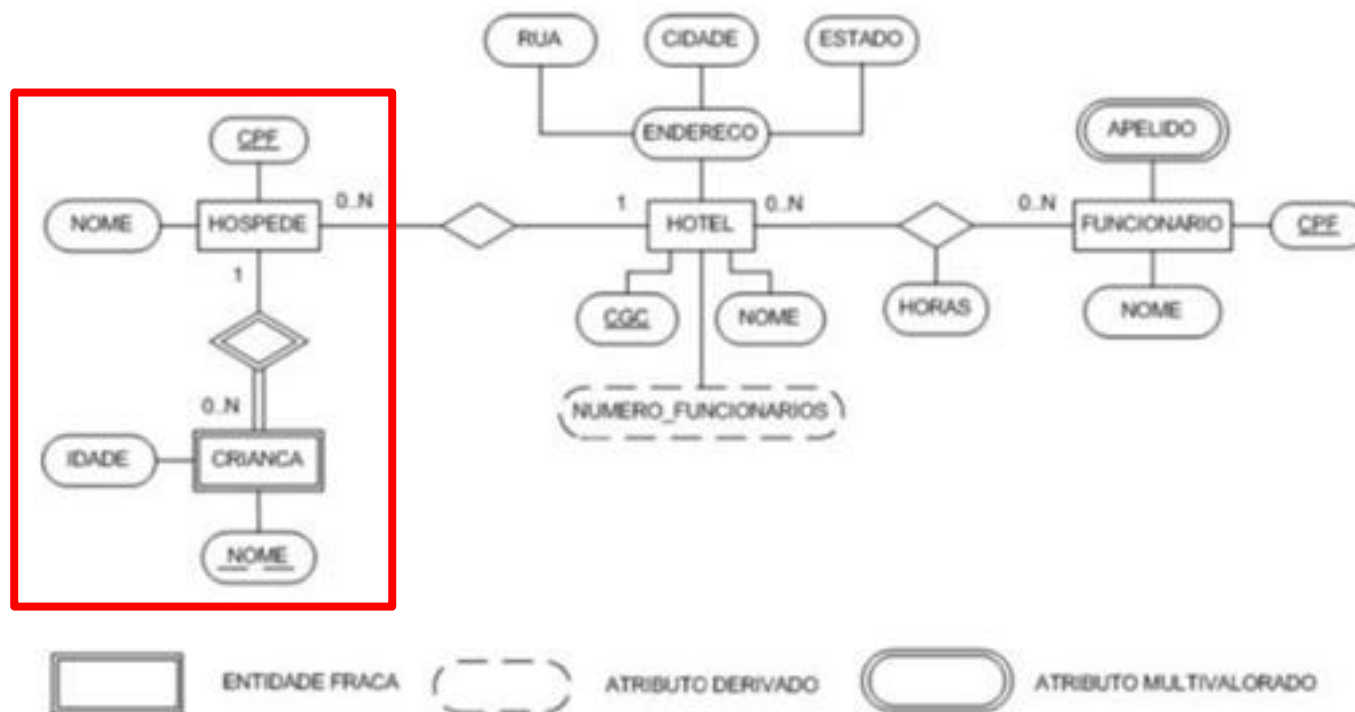 RUA
CIDADE
ESTADO
ENDERECO
APELIDO
CPF
NOME
HOSPEDE
0..N
1
HOTEL
0..N
0..N
FUNCIONARIO
CPF
1
CGC
NOME
HORAS
NOME
0..N
NUMERO_FUNCIONARIOS
IDADE
CRIANCA
NOME
ENTIDADE FRACA
ATRIBUTO DERIVADO
ATRIBUTO MULTIVALORADO